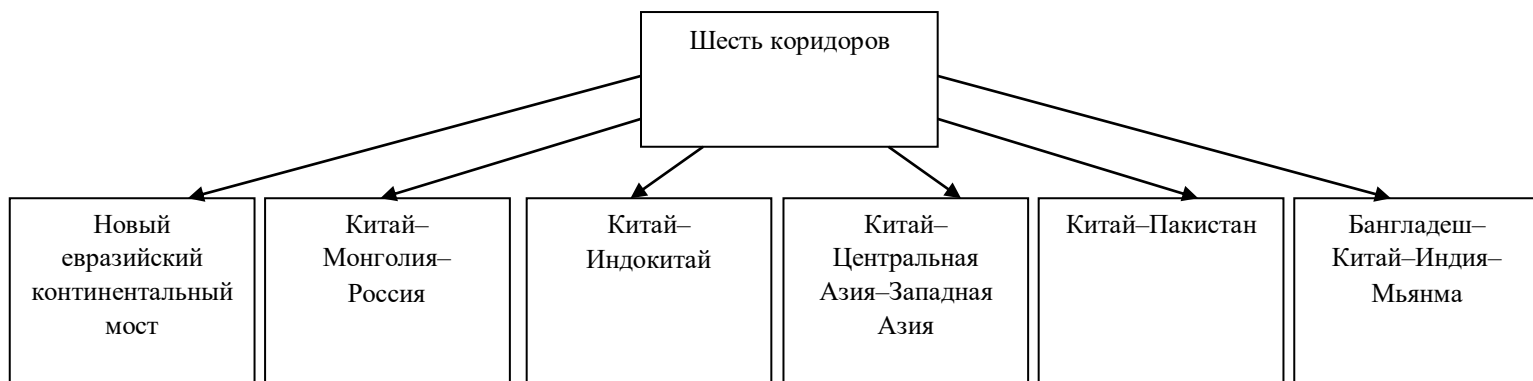 Шесть коридоров
Новый
евразийский
континентальный
мост
Китай–
Монголия–
Россия
Китай–
Индокитай
Китай–
Центральная
Азия–Западная
Азия
Китай–Пакистан
Бангладеш–
Китай–Индия–
Мьянма